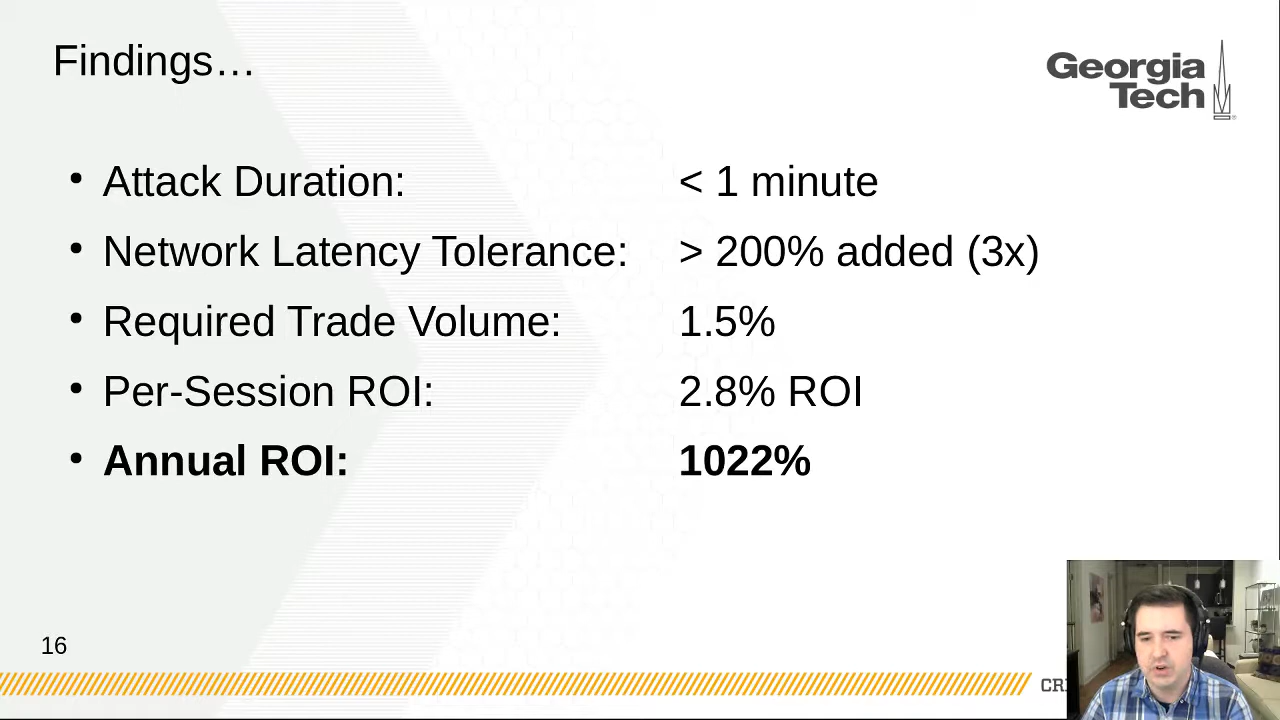 Findings…
Georgia
Tech
• Attack Duration: < 1 minute
• Network Latency Tolerance: > 200% added (3x)
• Required Trade Volume: 1.5%
• Per-Session ROI: 2.8% ROI
• Annual ROI: 1022%
16